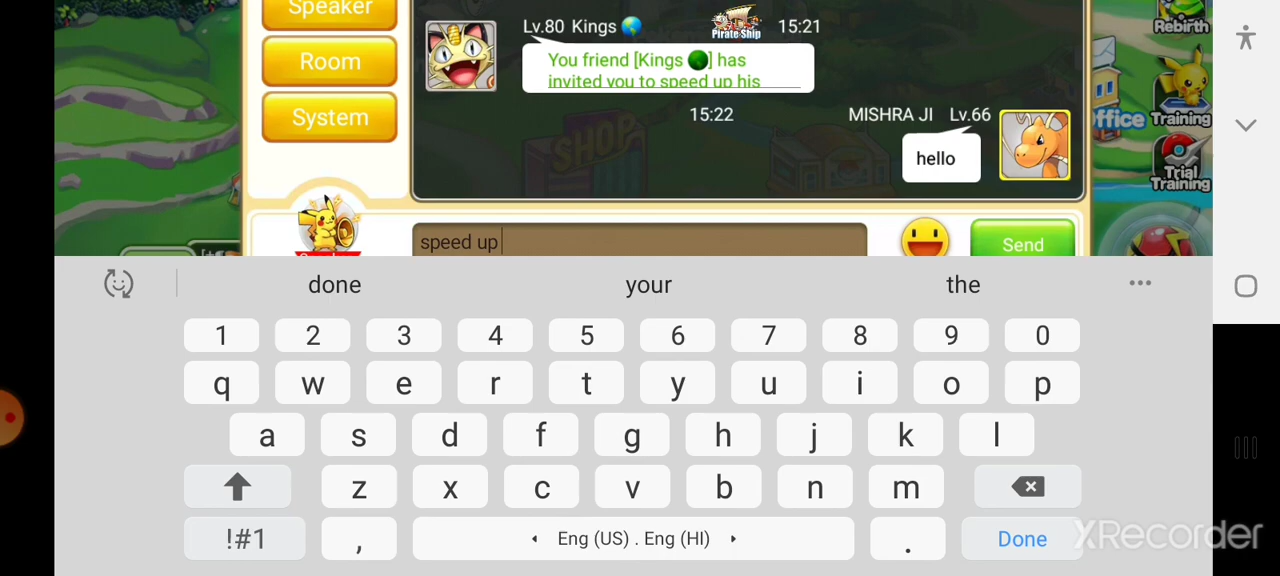 Speaker
Room
System
Lv.80 Kings Pirate Ship 15:21
You friend [Kings ] has
invited you to speed up his
15:22 MISHRA JI Lv.66
hello
SHOP
Rebirth
ffice
Training
Trial
Training
speed up
Send
done your the
1 2 3 4 5 6 7 8 9 0
q w e r t y u i o p
a s d f g h j k l
z x c v b n m
!#1 , Eng (US) . Eng (HI) . Done
XRecorder